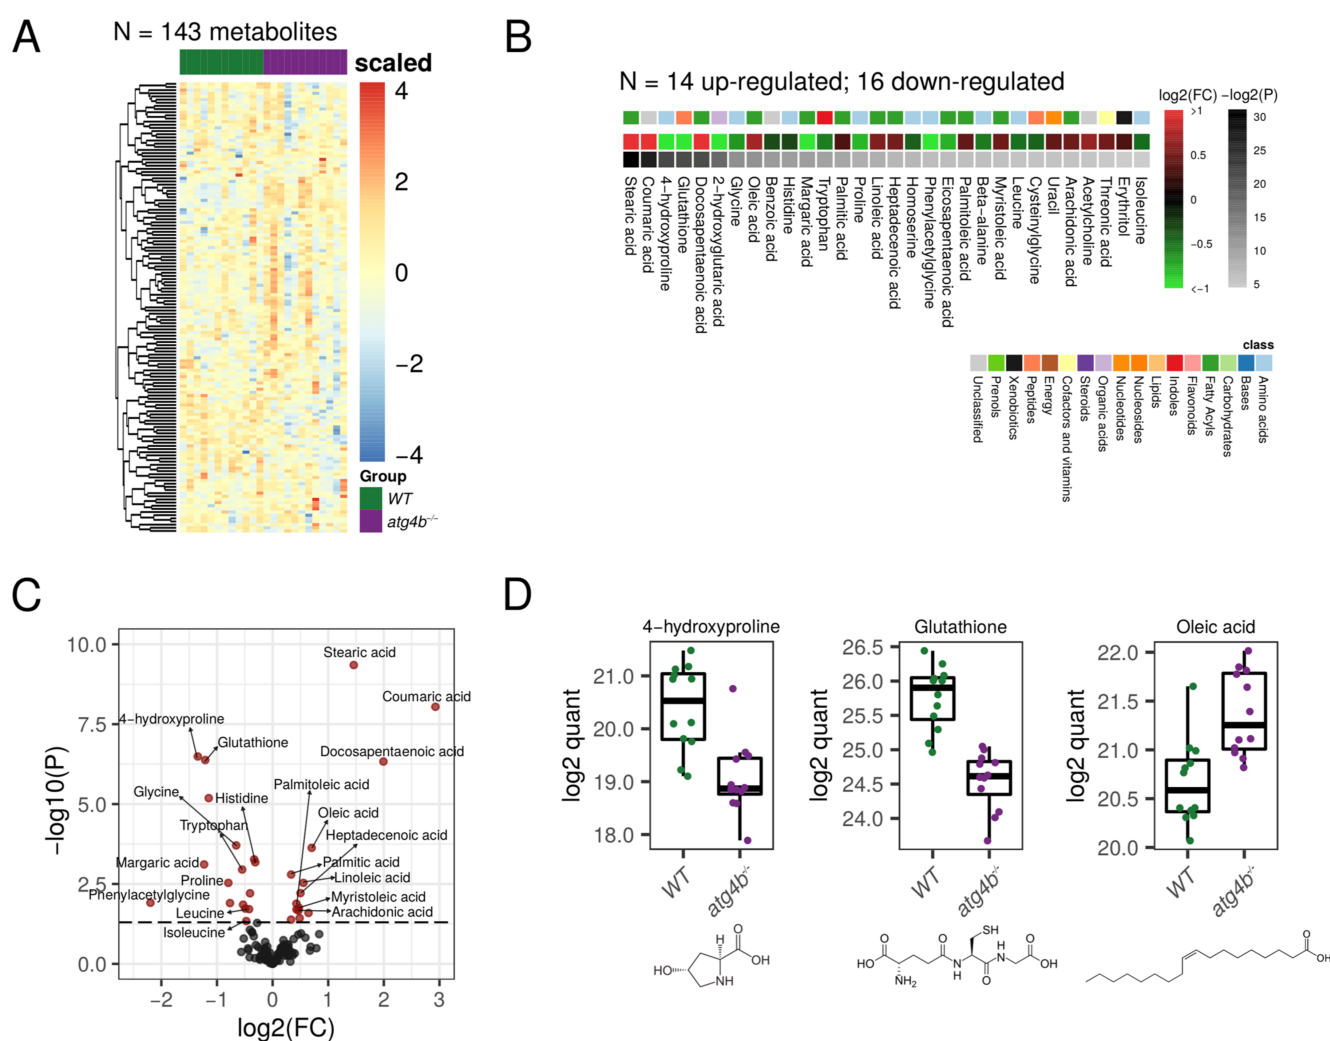 A
N = 143 metabolites
scaled
4
2
0
−2
−4
Group
WT
atg4b−/−
B
N = 14 up-regulated; 16 down-regulated
log2(FC)
−log2(P)
>1
0.5
0
−0.5
<−1
30
25
20
15
10
5
Stearic acid
Coumaric acid
4−hydroxyproline
Glutathione
Docosapentaenoic acid
2−hydroxyglutaric acid
Glycine
Oleic acid
Benzoic acid
Histidine
Margaric acid
Tryptophan
Palmitic acid
Proline
Linoleic acid
Heptadecenoic acid
Homoserine
Phenylacetylglycine
Eicosapentaenoic acid
Palmitoleic acid
Beta−alanine
Myristoleic acid
Leucine
Cysteinylglycine
Uracil
Arachidonic acid
Acetylcholine
Threonic acid
Erythritol
Isoleucine
class
Unclassified
Prenols
Xenobiotics
Peptides
Energy
Cofactors and vitamins
Steroids
Organic acids
Nucleotides
Nucleosides
Lipids
Indoles
Flavonoids
Fatty Acyls
Carbohydrates
Bases
Amino acids
C
−log10(P)
10.0
7.5
5.0
2.5
0.0
Stearic acid
Coumaric acid
4−hydroxyproline
Glutathione
Docosapentaenoic acid
Glycine
Histidine
Palmitoleic acid
Tryptophan
Oleic acid
Heptadecenoic acid
Margaric acid
Palmitic acid
Proline
Linoleic acid
Phenylacetylglycine
Myristoleic acid
Leucine
Arachidonic acid
Isoleucine
−2
−1
0
1
2
3
log2(FC)
D
4−hydroxyproline
log2 quant
21.0
20.0
19.0
18.0
WT
atg4b-/-
Glutathione
log2 quant
26.5
26.0
25.5
25.0
24.5
24.0
WT
atg4b-/-
Oleic acid
log2 quant
22.0
21.5
21.0
20.5
20.0
WT
atg4b-/-
H
O
OH
HO
NH
SH
O
O
H
N
O
HO
OH
NH2
N
H
O
O
OH